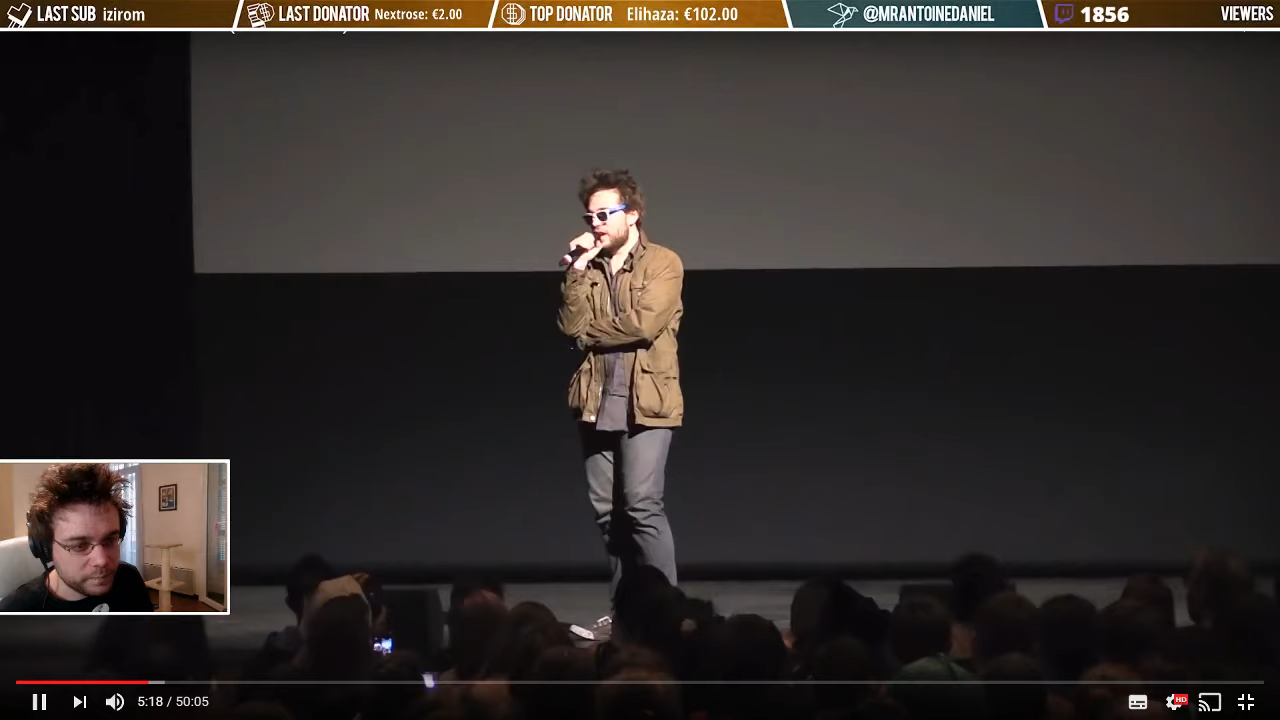 LAST SUB izirom
LAST DONATOR Nextrose: €2.00
TOP DONATOR Elihaza: €102.00
@MRANTOINEDANIEL
1856 VIEWERS
5:18 / 50:05
HD